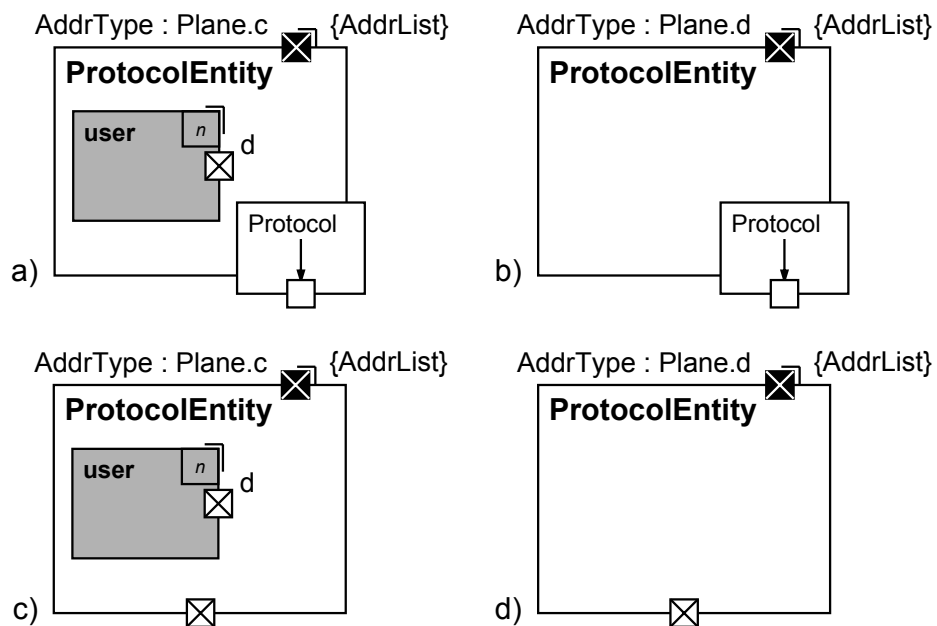 AddrType : Plane.c {AddrList}
ProtocolEntity
user n
d
Protocol
a)
AddrType : Plane.d {AddrList}
ProtocolEntity
Protocol
b)
AddrType : Plane.c {AddrList}
ProtocolEntity
user n
d
c)
AddrType : Plane.d {AddrList}
ProtocolEntity
d)